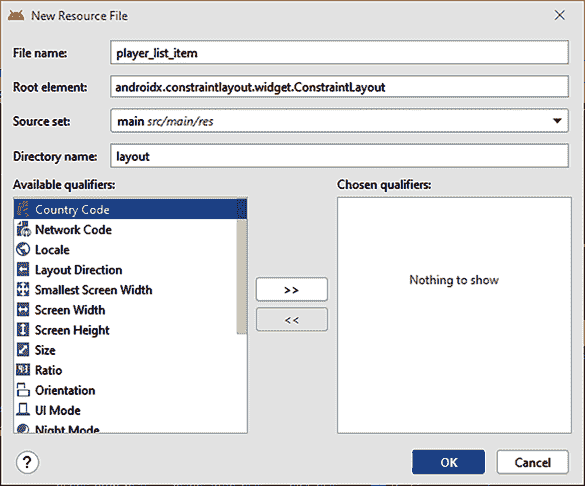 New Resource File
File name: player_list_item
Root element: androidx.constraintlayout.widget.ConstraintLayout
Source set: main src/main/res
Directory name: layout
Available qualifiers:
Country Code
Network Code
Locale
Layout Direction
Smallest Screen Width
Screen Width
Screen Height
Size
Ratio
Orientation
UI Mode
Night Mode
>>
<<
Chosen qualifiers:
Nothing to show
?
OK
Cancel